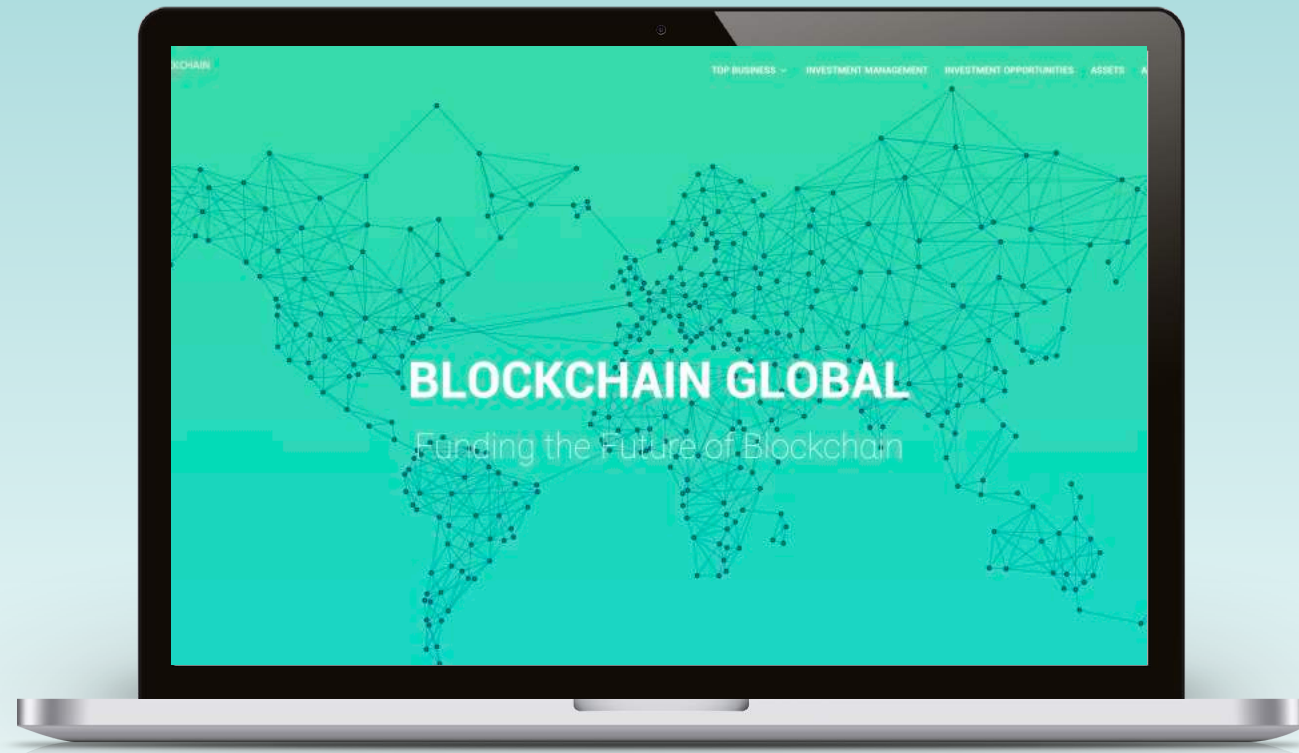 KCHAIN
TOP BUSINESS INVESTMENT MANAGEMENT INVESTMENT OPPORTUNITIES ASSETS A
BLOCKCHAIN GLOBAL
Funding the Future of Blockchain